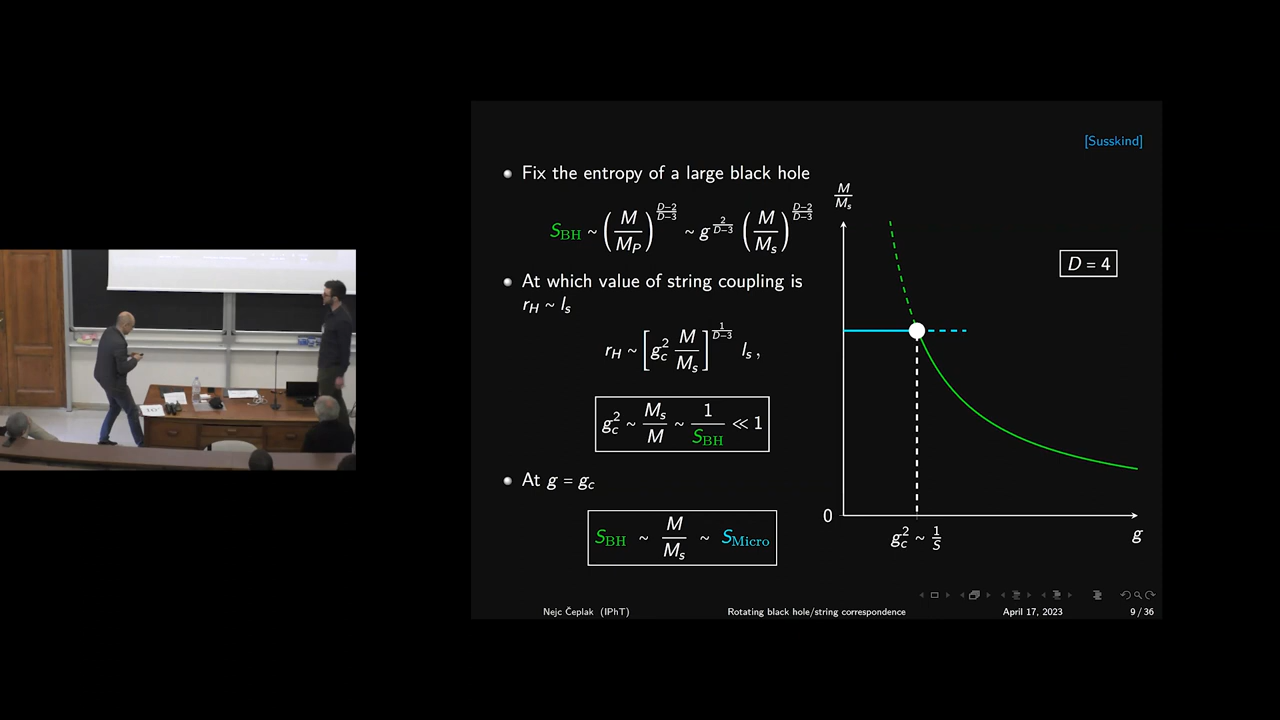 [Susskind]
Fix the entropy of a large black hole
S_BH ~ (M/M_P)^{D−2/D−3} ~ g^{2/D−3} (M/M_s)^{D−2/D−3}
At which value of string coupling is
r_H ~ l_s
r_H ~ [g_c^2 M/M_s]^{1/D−3} l_s ,
g_c^2 ~ M_s/M ~ 1/S_BH ≪ 1
At g = g_c
S_BH ~ M/M_s ~ S_Micro
M/M_s
D = 4
0
g_c^2 ~ 1/S
g
Nejc Čeplak (IPhT) Rotating black hole/string correspondence April 17, 2023 9 / 36